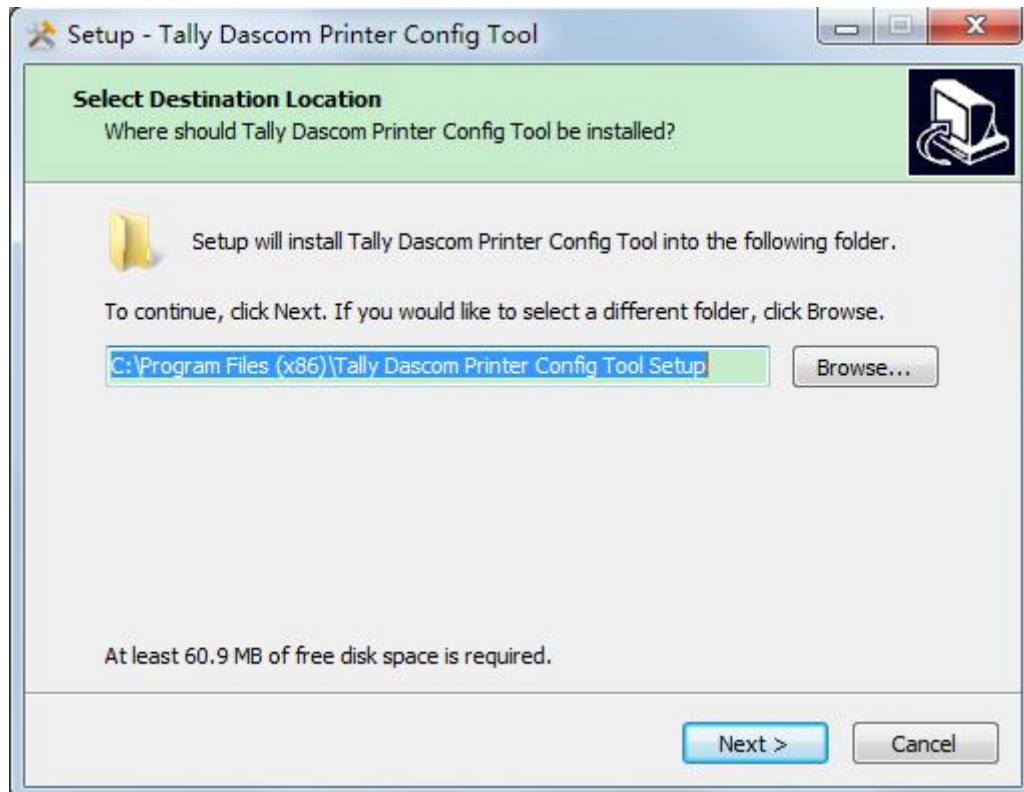 Setup - Tally Dascom Printer Config Tool
Select Destination Location
Where should Tally Dascom Printer Config Tool be installed?
Setup will install Tally Dascom Printer Config Tool into the following folder.
To continue, click Next. If you would like to select a different folder, click Browse.
C:\Program Files (x86)\Tally Dascom Printer Config Tool Setup
Browse...
At least 60.9 MB of free disk space is required.
Next >
Cancel